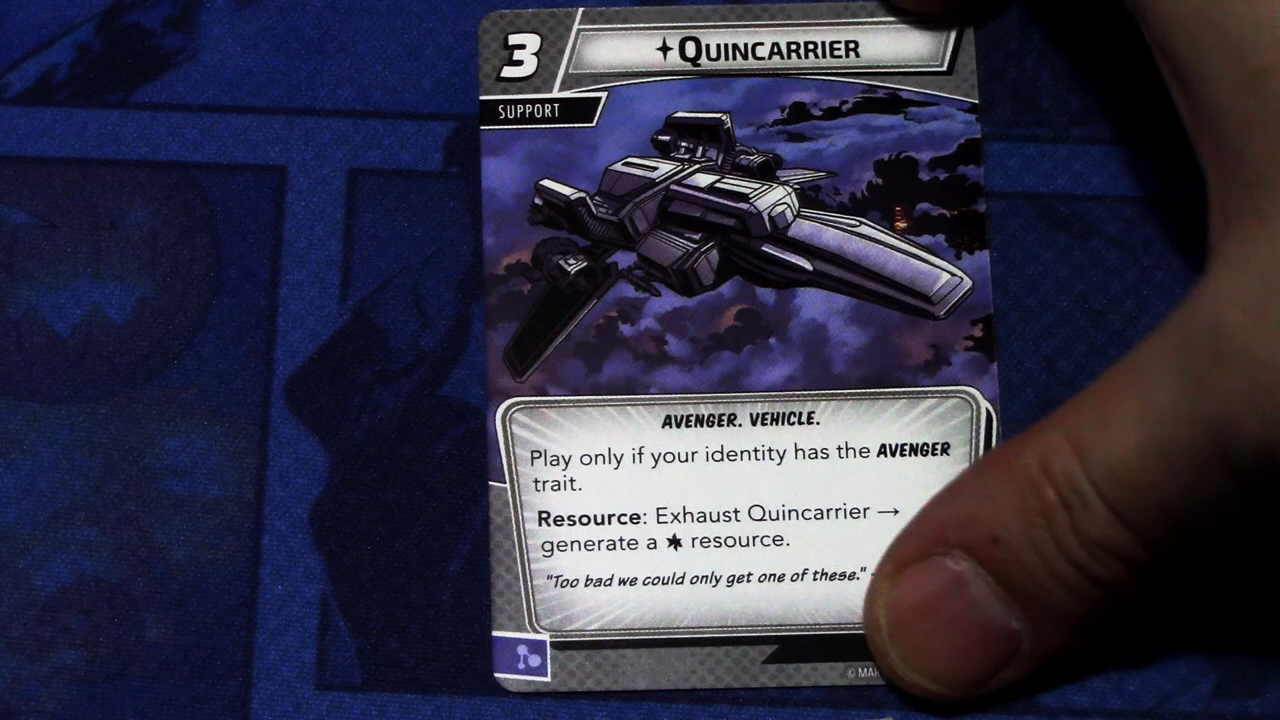 3
QUINCARRIER
SUPPORT
AVENGER. VEHICLE.
Play only if your identity has the AVENGER
trait.
Resource: Exhaust Quincarrier →
generate a resource.
"Too bad we could only get one of these."
©